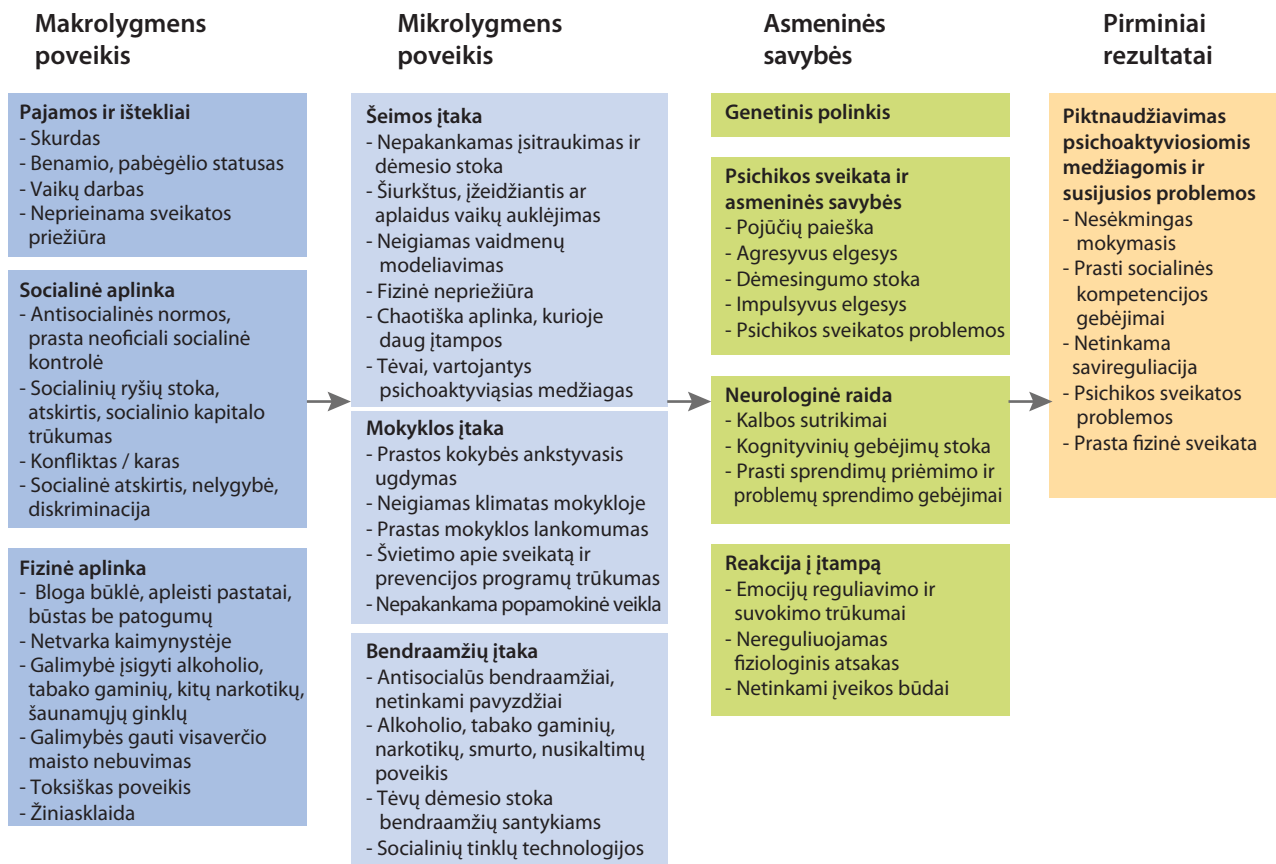 Makrolygmens
poveikis
Pajamos ir ištekliai
- Skurdas
- Benamio, pabėgėlio statusas
- Vaikų darbas
- Neprieinama sveikatos
priežiūra
Socialinė aplinka
- Antisocialinės normos,
prasta neoficiali socialinė
kontrolė
- Socialinių ryšių stoka,
atskirtis, socialinio kapitalo
trūkumas
- Konfliktas / karas
- Socialinė atskirtis, nelygybė,
diskriminacija
Fizinė aplinka
- Bloga būklė, apleisti pastatai,
būstas be patogumų
- Netvarka kaimynystėje
- Galimybė įsigyti alkoholio,
tabako gaminių, kitų narkotikų,
šaunamųjų ginklų
- Galimybės gauti visaverčio
maisto nebuvimas
- Toksiškas poveikis
- Žiniasklaida
Mikrolygmens
poveikis
Šeimos įtaka
- Nepakankamas įsitraukimas ir
dėmesio stoka
- Šiurkštus, įžeidžiantis ar
aplaidus vaikų auklėjimas
- Neigiamas vaidmenų
modeliavimas
- Fizinė nepriežiūra
- Chaotiška aplinka, kurioje
daug įtampos
- Tėvai, vartojantys
psichoaktyviąsias medžiagas
Mokyklos įtaka
- Prastos kokybės ankstyvasis
ugdymas
- Neigiamas klimatas mokykloje
- Prastas mokyklos lankomumas
- Švietimo apie sveikatą ir
prevencijos programų trūkumas
- Nepakankama popamokinė veikla
Bendraamžių įtaka
- Antisocialūs bendraamžiai,
netinkami pavyzdžiai
- Alkoholio, tabako gaminių,
narkotikų, smurto, nusikaltimų
poveikis
- Tėvų dėmesio stoka
bendraamžių santykiams
- Socialinių tinklų technologijos
Asmeninės
savybės
Genetinis polinkis
Psichikos sveikata ir
asmeninės savybės
- Pojūčių paieška
- Agresyvus elgesys
- Dėmesingumo stoka
- Impulsyvus elgesys
- Psichikos sveikatos problemos
Neurologinė raida
- Kalbos sutrikimai
- Kognityvinių gebėjimų stoka
- Prasti sprendimų priėmimo ir
problemų sprendimo gebėjimai
Reakcija į įtampą
- Emocijų reguliavimo ir
suvokimo trūkumai
- Nereguliuojamas
fiziologinis atsakas
- Netinkami įveikos būdai
Pirminiai
rezultatai
Piktnaudžiavimas
psichoaktyviosiomis
medžiagomis ir
susijusios problemos
- Nesėkmingas
mokymasis
- Prasti socialinės
kompetencijos
gebėjimai
- Netinkama
savireguliacija
- Psichikos sveikatos
problemos
- Prasta fizinė sveikata